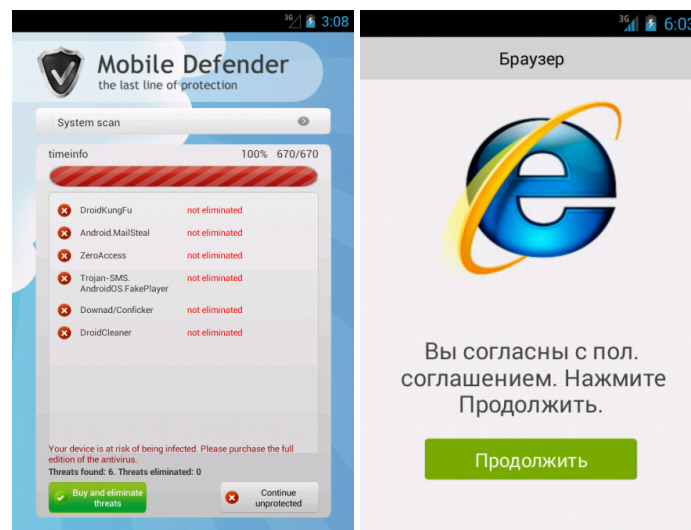 3G 3:08
Mobile Defender
the last line of protection
System scan
timeinfo 100% 670/670
DroidKungFu not eliminated
Android.MailSteal not eliminated
ZeroAccess not eliminated
Trojan-SMS. not eliminated
AndroidOS.FakePlayer
Downad/Conficker not eliminated
DroidCleaner not eliminated
Your device is at risk of being infected. Please purchase the full
edition of the antivirus.
Threats found: 6. Threats eliminated: 0
Buy and eliminate
threats
Continue
unprotected
3G 6:03
Браузер
Вы согласны с пол.
соглашением. Нажмите
Продолжить.
Продолжить